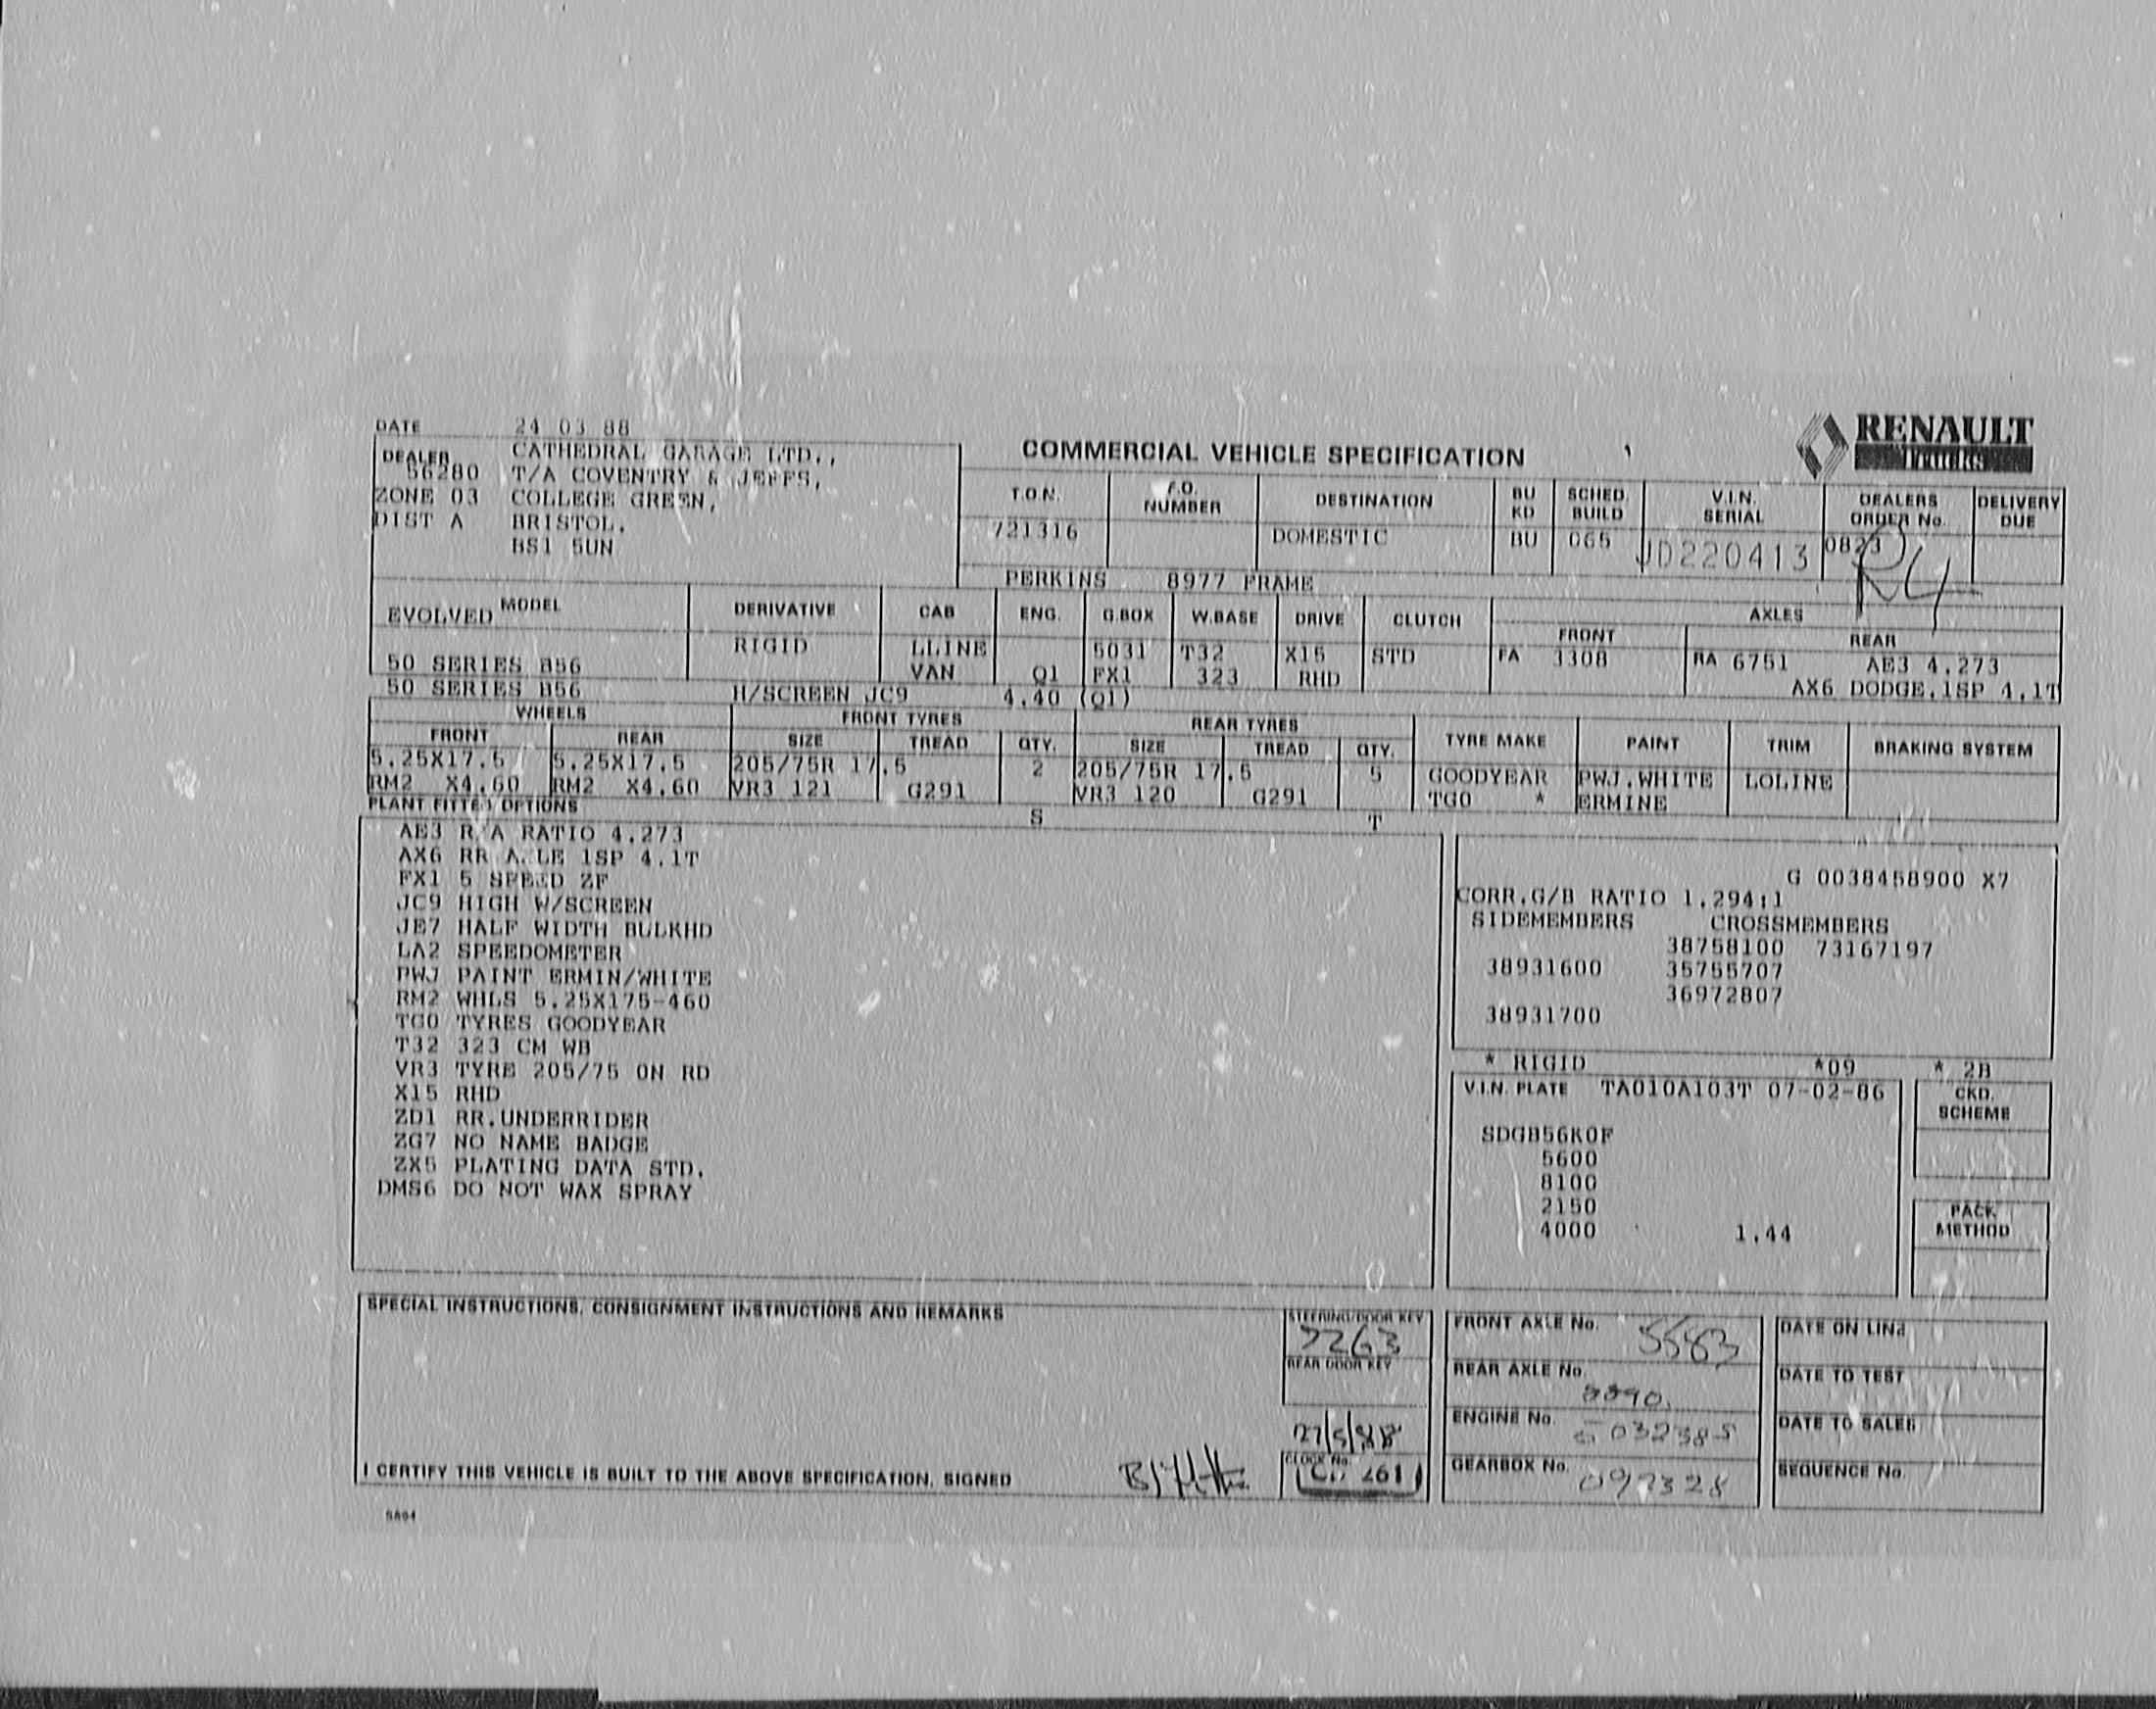 DATE 24 03 88
RENAULT
TRUCKS
DEALER CATHEDRAL GARAGE LTD.,
56280 T/A COVENTRY & JEFFS,
ZONE 03 COLLEGE GREEN,
DIST A BRISTOL,
BS1 5UN
COMMERCIAL VEHICLE SPECIFICATION
T.O.N. F.O. NUMBER DESTINATION BU KD SCHED. BUILD V.I.N. SERIAL DEALERS ORDER No. DELIVERY DUE
721316 DOMESTIC BU 065 JD220413 0823
R4
PERKINS 8977 FRAME
MODEL DERIVATIVE CAB ENG. G.BOX W.BASE DRIVE CLUTCH AXLES
FRONT REAR
EVOLVED RIGID LLINE 5031 T32 X15 STD FA 3308 RA 6751 AE3 4.273
50 SERIES B56 VAN Q1 FX1 323 RHD AX6 DODGE.1SP 4.1T
50 SERIES B56 H/SCREEN JC9 4.40 (Q1)
WHEELS FRONT TYRES REAR TYRES TYRE MAKE PAINT TRIM BRAKING SYSTEM
FRONT REAR SIZE TREAD QTY. SIZE TREAD QTY.
5.25X17.5 5.25X17.5 205/75R 17.5 2 205/75R 17.5 5 GOODYEAR PWJ.WHITE LOLINE
RM2 X4.60 RM2 X4.60 VR3 121 G291 VR3 120 G291 TG0 * ERMINE
PLANT FITTED OPTIONS S T
AE3 R/A RATIO 4.273
AX6 RR A.LE 1SP 4.1T
FX1 5 SPEED ZF
JC9 HIGH W/SCREEN
JE7 HALF WIDTH BULKHD
LA2 SPEEDOMETER
PWJ PAINT ERMIN/WHITE
RM2 WHLS 5.25X175-460
TG0 TYRES GOODYEAR
T32 323 CM WB
VR3 TYRE 205/75 ON RD
X15 RHD
ZD1 RR.UNDERRIDER
ZG7 NO NAME BADGE
ZX5 PLATING DATA STD.
DMS6 DO NOT WAX SPRAY
G 0038458900 X7
CORR.G/B RATIO 1.294:1
SIDEMEMBERS CROSSMEMBERS
38758100 73167197
38931600 35755707
36972807
38931700
* RIGID *09 * 2B
V.I.N. PLATE TA010A103T 07-02-86
CKD. SCHEME
SDGB56K0F
5600
8100
2150
4000 1.44
PACK METHOD
SPECIAL INSTRUCTIONS, CONSIGNMENT INSTRUCTIONS AND REMARKS
STEERING/DOOR KEY
REAR DOOR KEY
27/5/88
CLOCK No. 261
I CERTIFY THIS VEHICLE IS BUILT TO THE ABOVE SPECIFICATION. SIGNED
FRONT AXLE No. 5583
REAR AXLE No.
ENGINE No.
GEARBOX No.
DATE ON LINE
DATE TO TEST
DATE TO SALES
SEQUENCE No.